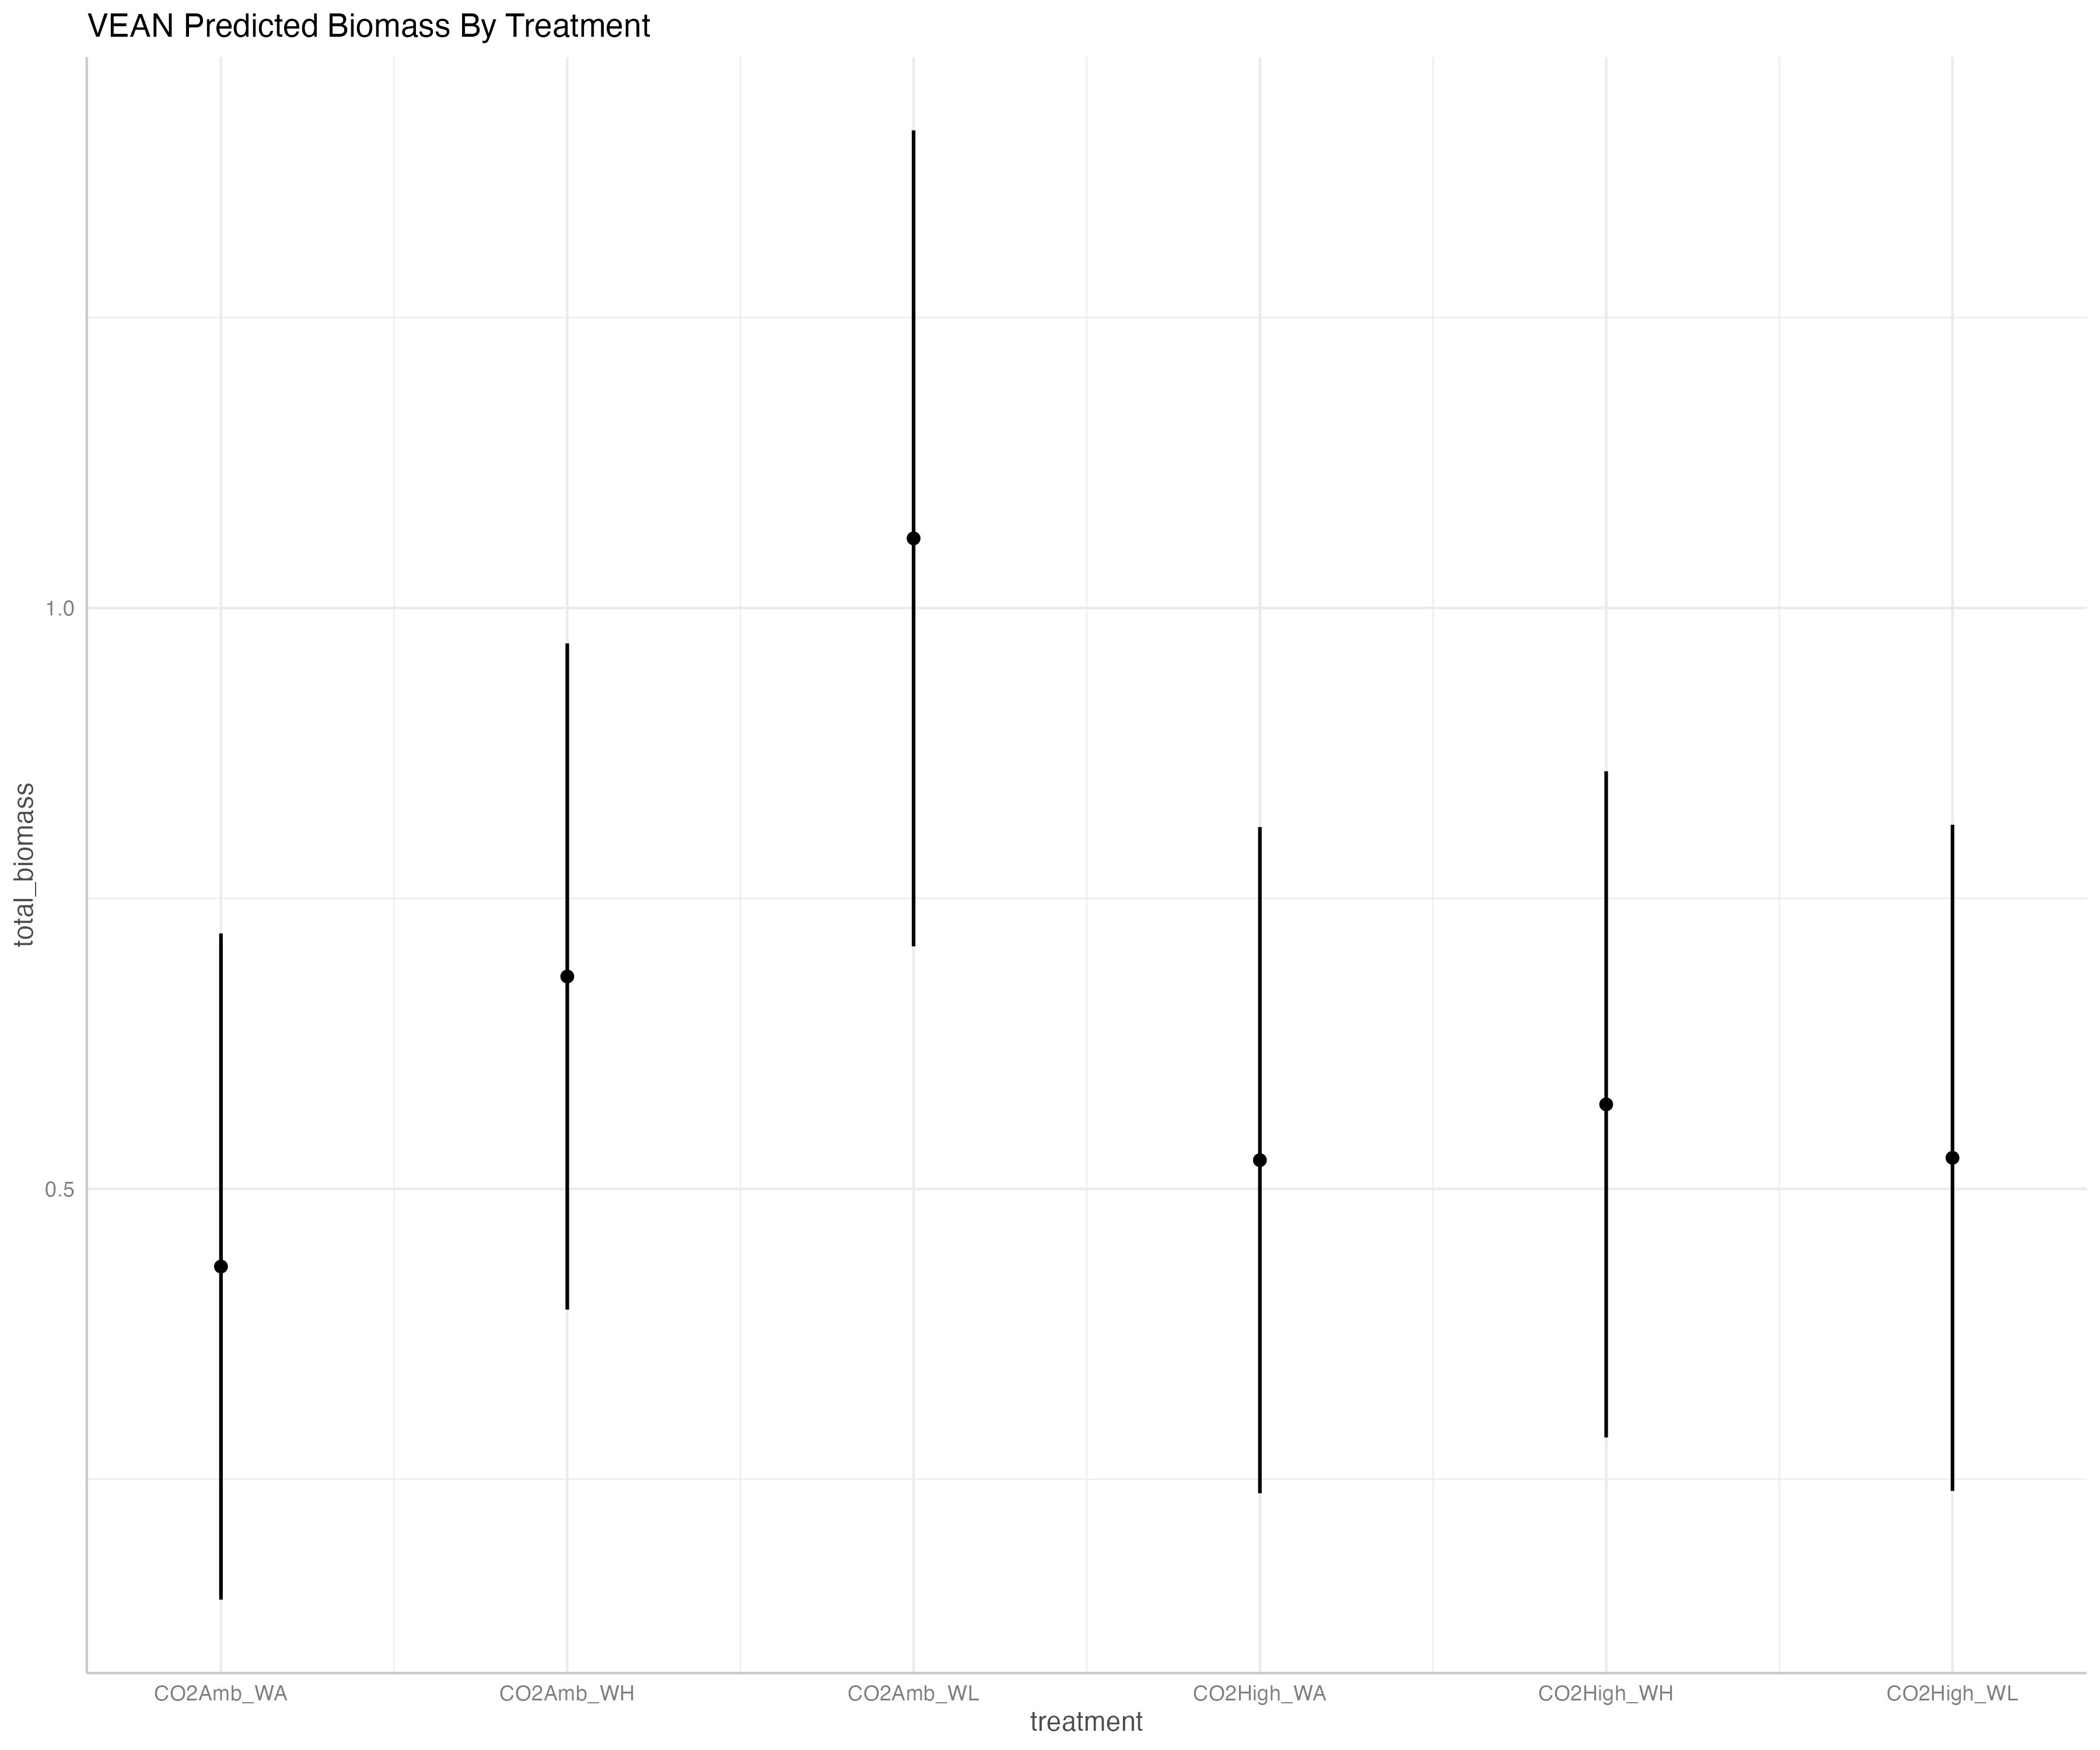 VEAN Predicted Biomass By Treatment
total_biomass
1.0
0.5
CO2Amb_WA
CO2Amb_WH
CO2Amb_WL
CO2High_WA
CO2High_WH
CO2High_WL
treatment